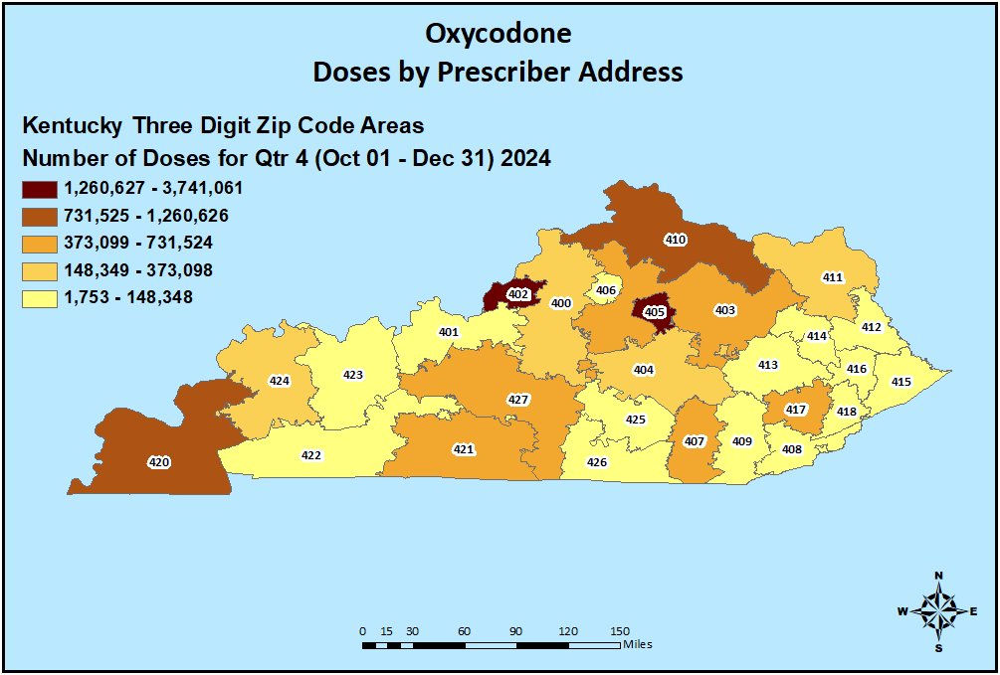 Oxycodone
Doses by Prescriber Address
Kentucky Three Digit Zip Code Areas
Number of Doses for Qtr 4 (Oct 01 - Dec 31) 2024
1,260,627 - 3,741,061
731,525 - 1,260,626
373,099 - 731,524
148,349 - 373,098
1,753 - 148,348
410
411
402
406
400
405
403
401
412
414
413
416
415
404
423
424
427
417
418
425
407
409
408
421
422
420
426
N
W E
S
0 15 30 60 90 120 150
Miles